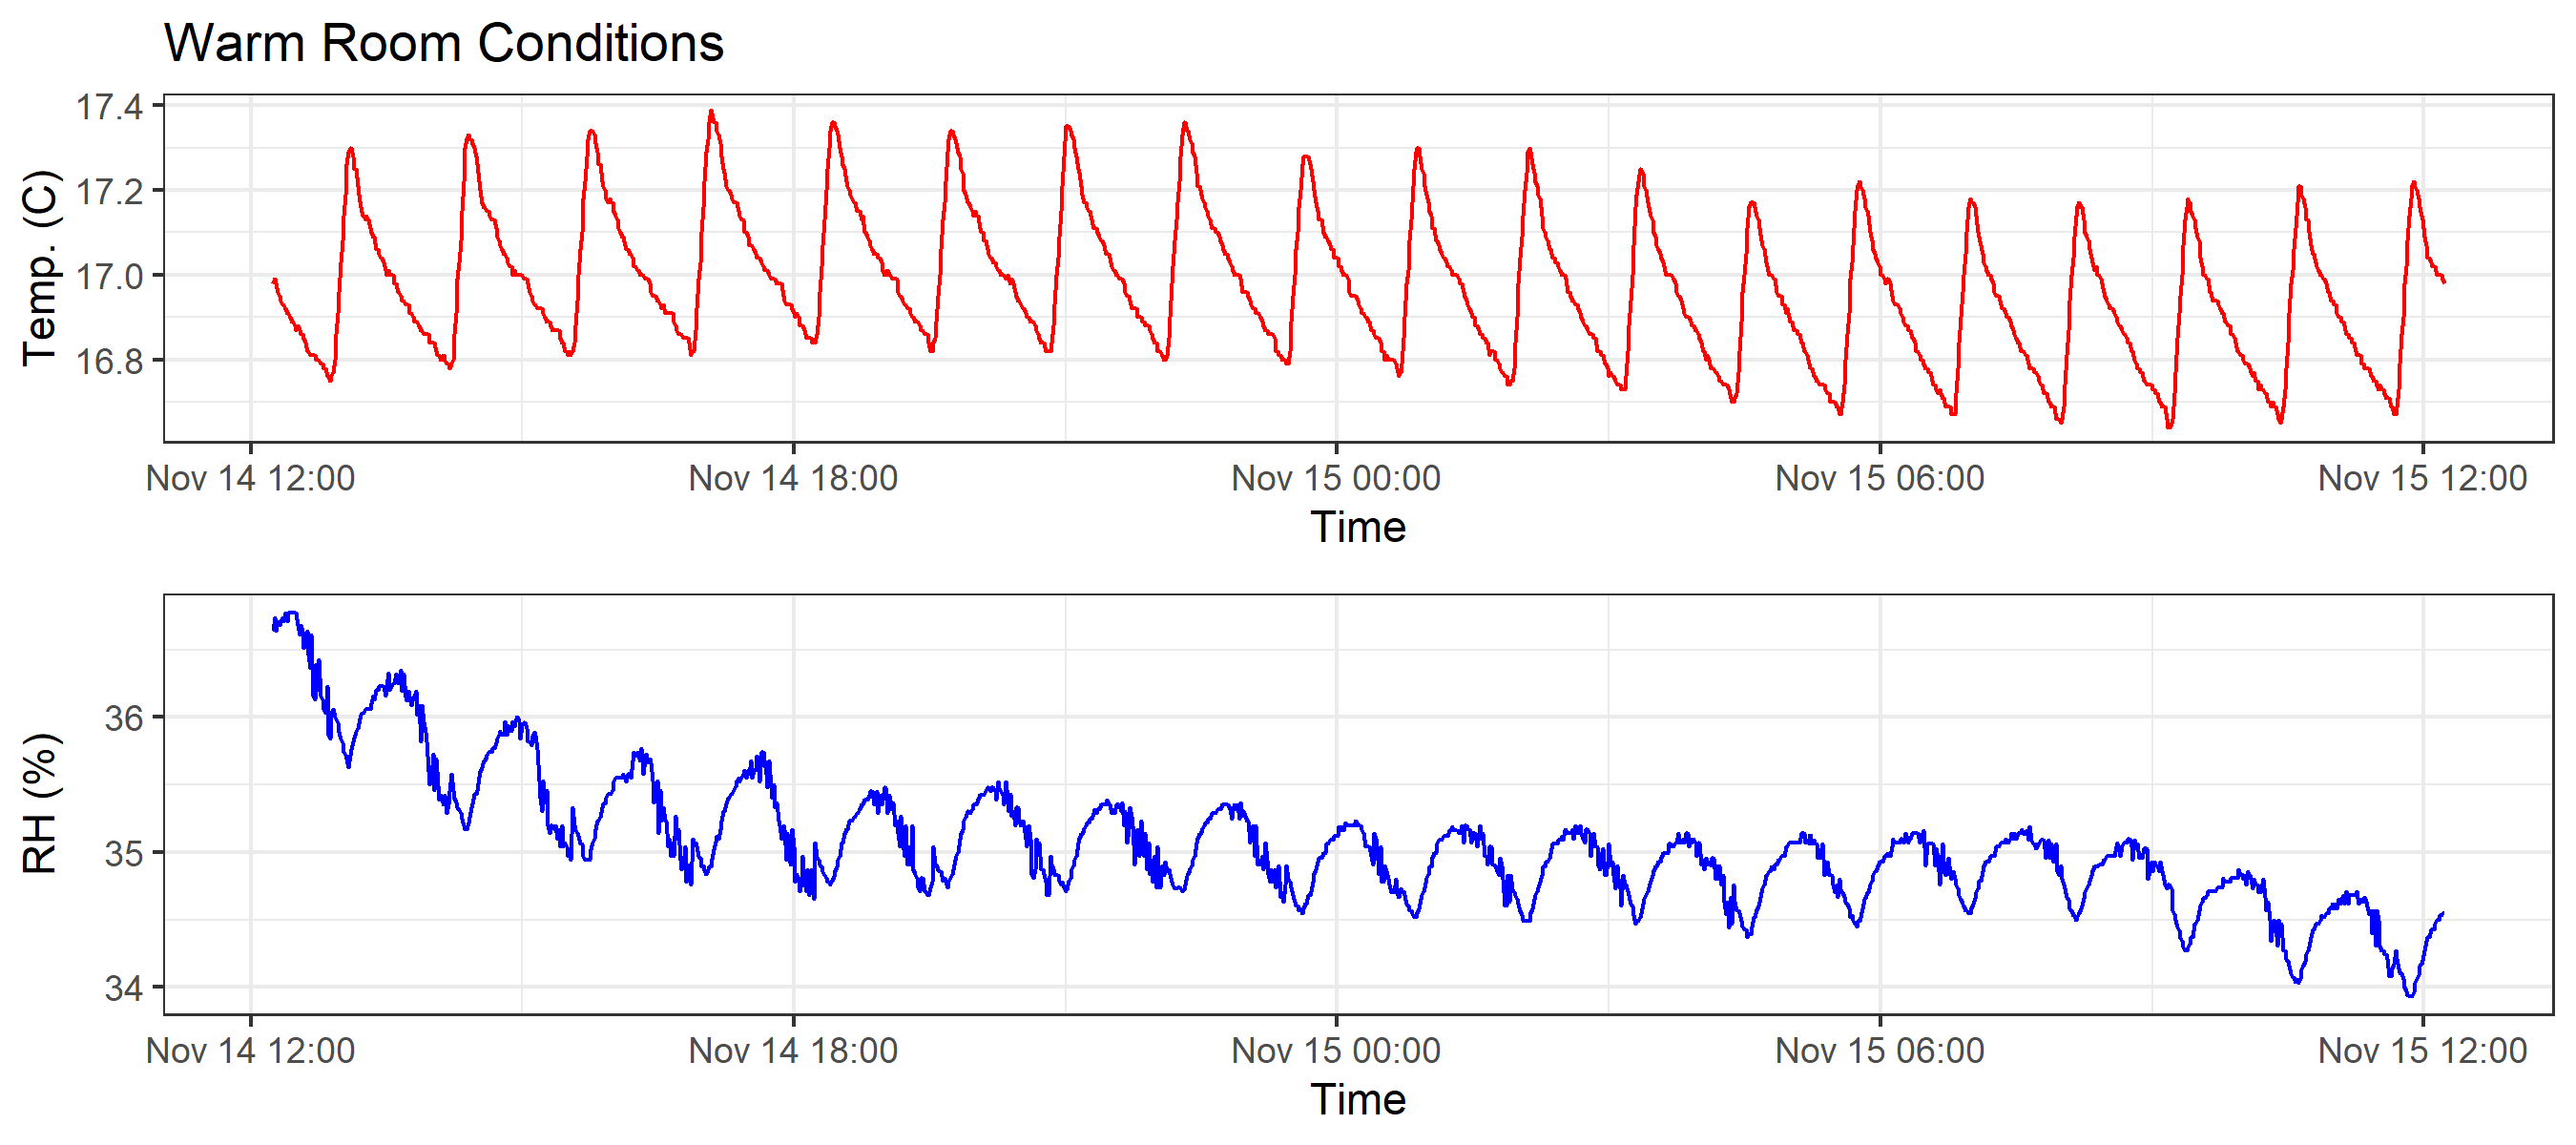 Warm Room Conditions
17.4
17.2
17.0
16.8
Temp. (C)
Nov 14 12:00 Nov 14 18:00 Nov 15 00:00 Nov 15 06:00 Nov 15 12:00
Time
36
35
34
RH (%)
Nov 14 12:00 Nov 14 18:00 Nov 15 00:00 Nov 15 06:00 Nov 15 12:00
Time